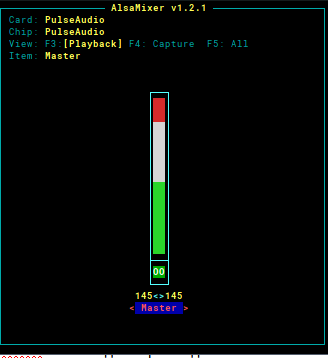 AlsaMixer v1.2.1
Card: PulseAudio
Chip: PulseAudio
View: F3:[Playback] F4: Capture F5: All
Item: Master
OO
145<>145
< Master >